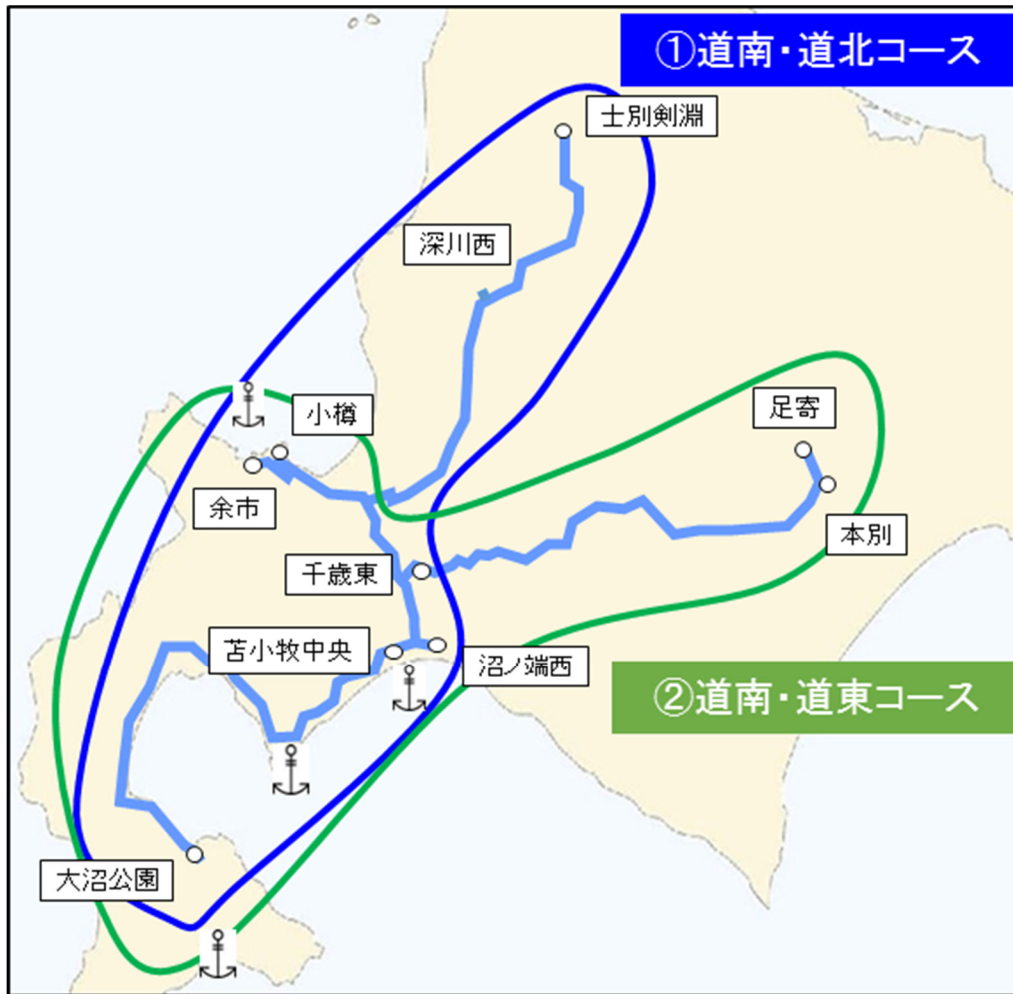 ①道南・道北コース
士別剣淵
深川西
足寄
小樽
余市
本別
千歳東
苫小牧中央
沼ノ端西
②道南・道東コース
大沼公園